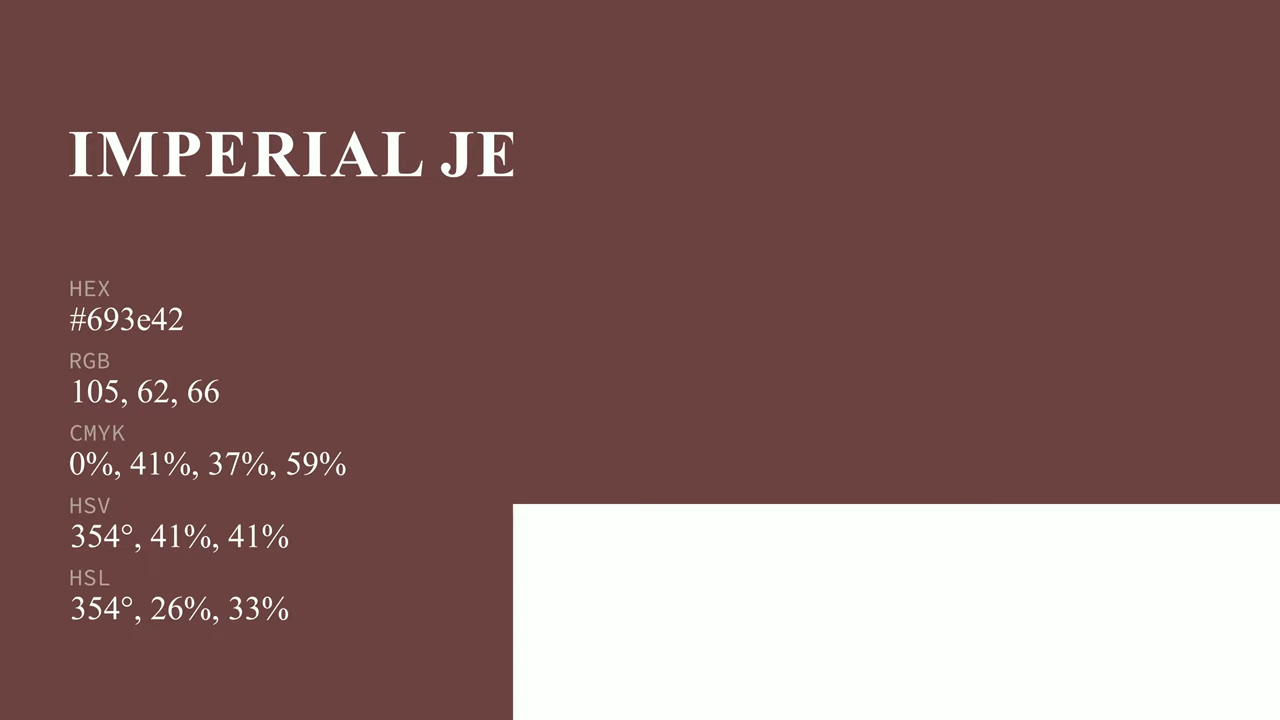 IMPERIAL JE
HEX
#693e42
RGB
105, 62, 66
CMYK
0%, 41%, 37%, 59%
HSV
354°, 41%, 41%
HSL
354°, 26%, 33%